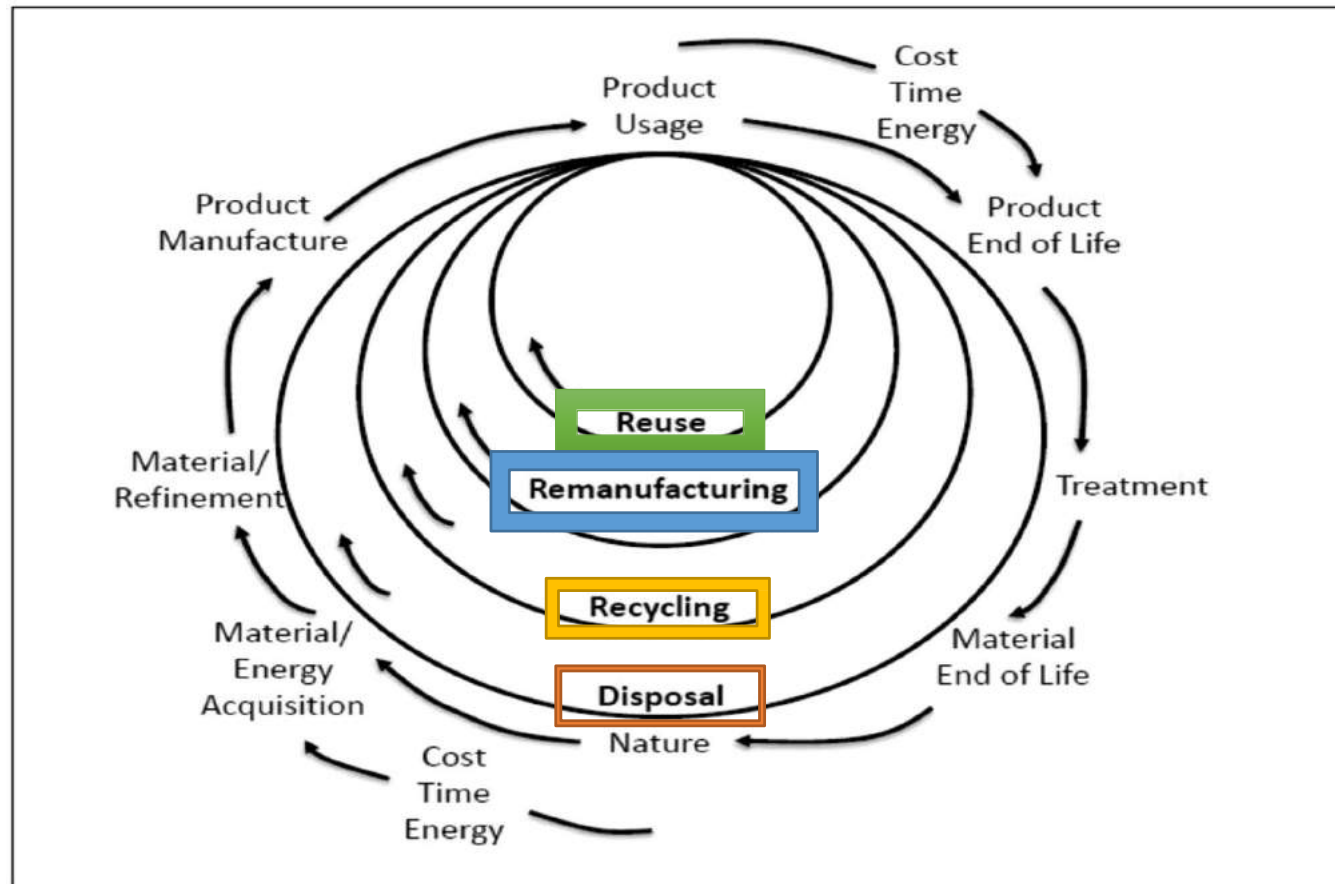 Cost
Time
Energy
Product
Usage
Product
Manufacture
Product
End of Life
Reuse
Remanufacturing
Material/
Refinement
Treatment
Recycling
Material/
Energy
Acquisition
Material
End of Life
Disposal
Nature
Cost
Time
Energy